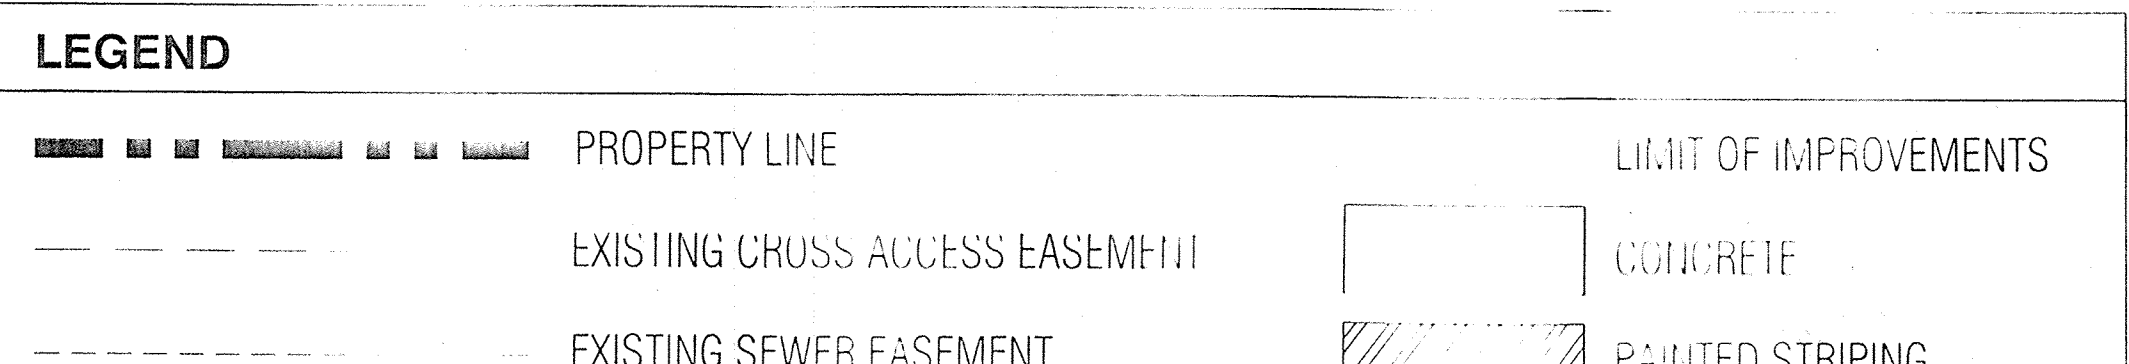 LEGEND
PROPERTY LINE
LIMIT OF IMPROVEMENTS
EXISTING CROSS ACCESS EASEMENT
CONCRETE
EXISTING SEWER EASEMENT
PAINTED STRIPING